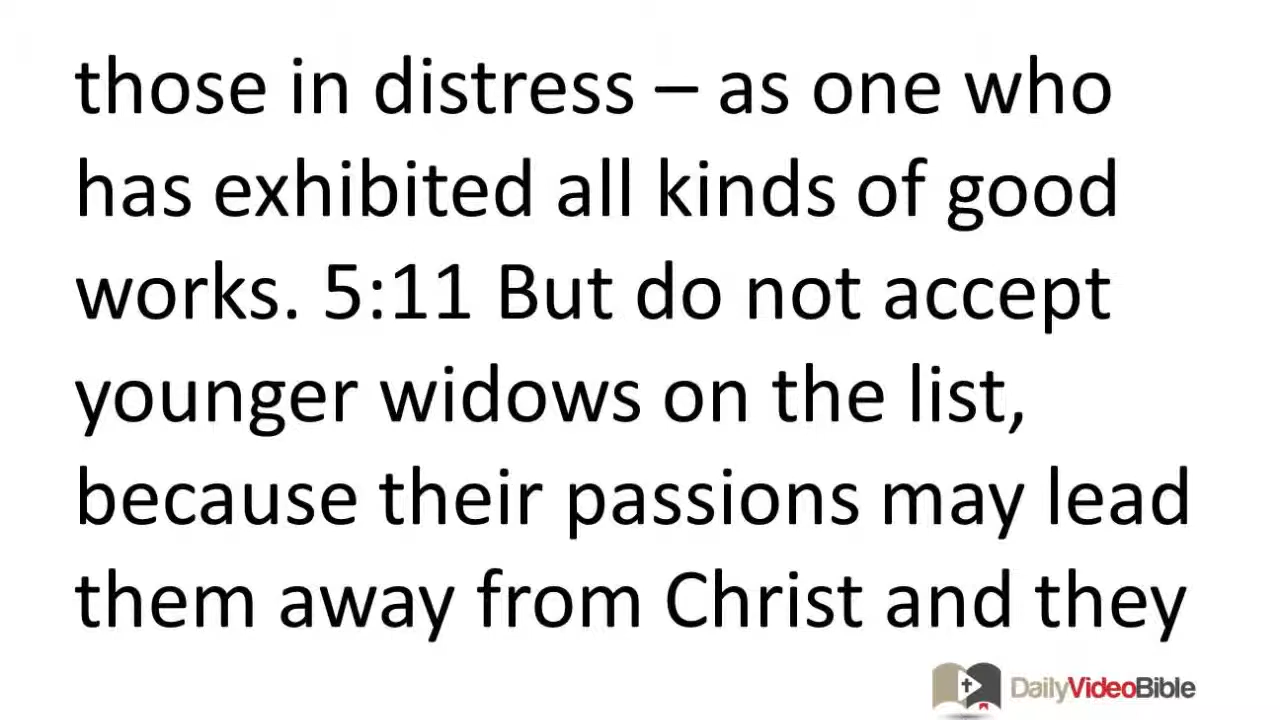 those in distress – as one who
has exhibited all kinds of good
works. 5:11 But do not accept
younger widows on the list,
because their passions may lead
them away from Christ and they
DailyVideoBible